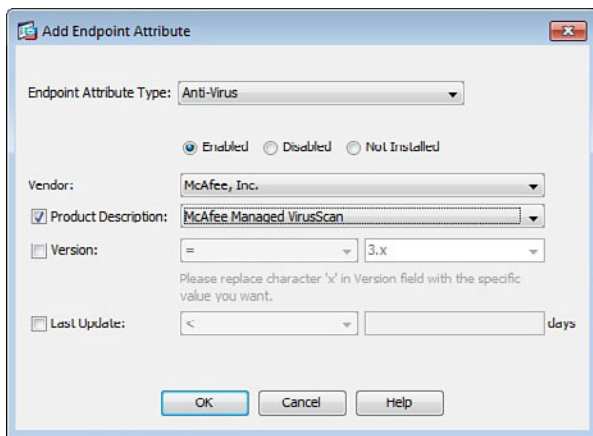 Add Endpoint Attribute
Endpoint Attribute Type: Anti-Virus
Enabled Disabled Not Installed
Vendor: McAfee, Inc.
Product Description: McAfee Managed VirusScan
Version: = 3.x
Please replace character 'x' in Version field with the specific
value you want.
Last Update: < days
OK Cancel Help